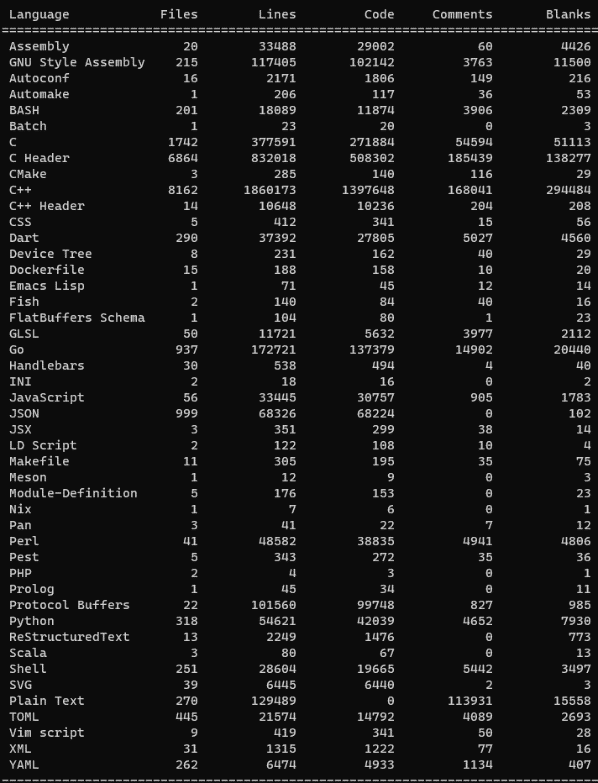 Language Files Lines Code Comments Blanks
================================================================================
Assembly 20 33488 29002 60 4426
GNU Style Assembly 215 117405 102142 3763 11500
Autoconf 16 2171 1806 149 216
Automake 1 206 117 36 53
BASH 201 18089 11874 3906 2309
Batch 1 23 20 0 3
C 1742 377591 271884 54594 51113
C Header 6864 832018 508302 185439 138277
CMake 3 285 140 116 29
C++ 8162 1860173 1397648 168041 294484
C++ Header 14 10648 10236 204 208
CSS 5 412 341 15 56
Dart 290 37392 27805 5027 4560
Device Tree 8 231 162 40 29
Dockerfile 15 188 158 10 20
Emacs Lisp 1 71 45 12 14
Fish 2 140 84 40 16
FlatBuffers Schema 1 104 80 1 23
GLSL 50 11721 5632 3977 2112
Go 937 172721 137379 14902 20440
Handlebars 30 538 494 4 40
INI 2 18 16 0 2
JavaScript 56 33445 30757 905 1783
JSON 999 68326 68224 0 102
JSX 3 351 299 38 14
LD Script 2 122 108 10 4
Makefile 11 305 195 35 75
Meson 1 12 9 0 3
Module-Definition 5 176 153 0 23
Nix 1 7 6 0 1
Pan 3 41 22 7 12
Perl 41 48582 38835 4941 4806
Pest 5 343 272 35 36
PHP 2 4 3 0 1
Prolog 1 45 34 0 11
Protocol Buffers 22 101560 99748 827 985
Python 318 54621 42039 4652 7930
ReStructuredText 13 2249 1476 0 773
Scala 3 80 67 0 13
Shell 251 28604 19665 5442 3497
SVG 39 6445 6440 2 3
Plain Text 270 129489 0 113931 15558
TOML 445 21574 14792 4089 2693
Vim script 9 419 341 50 28
XML 31 1315 1222 77 16
YAML 262 6474 4933 1134 407
================================================================================